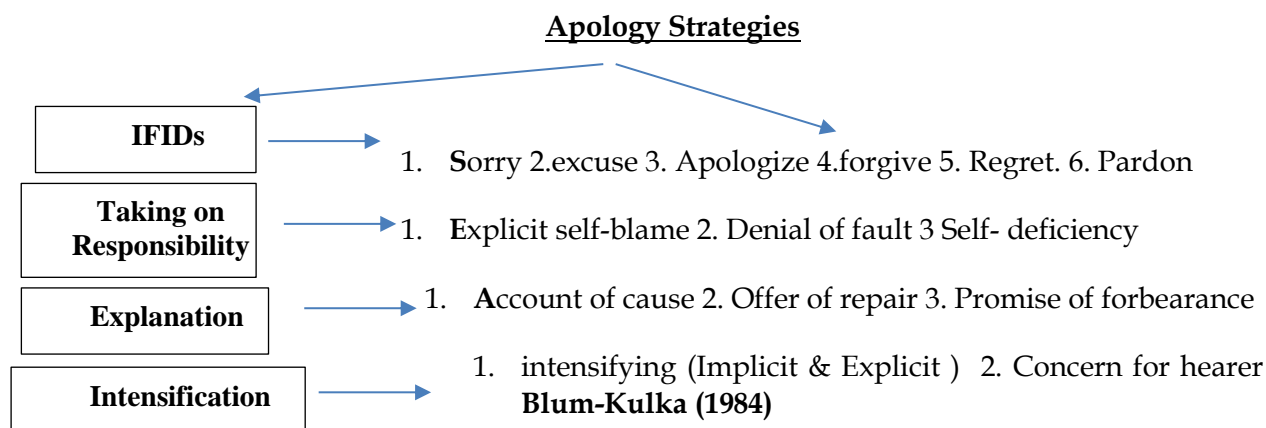 Apology Strategies
IFIDs
1. Sorry 2.excuse 3. Apologize 4.forgive 5. Regret. 6. Pardon
Taking on
Responsibility
1. Explicit self-blame 2. Denial of fault 3 Self- deficiency
Explanation
1. Account of cause 2. Offer of repair 3. Promise of forbearance
Intensification
1. intensifying (Implicit & Explicit ) 2. Concern for hearer
Blum-Kulka (1984)